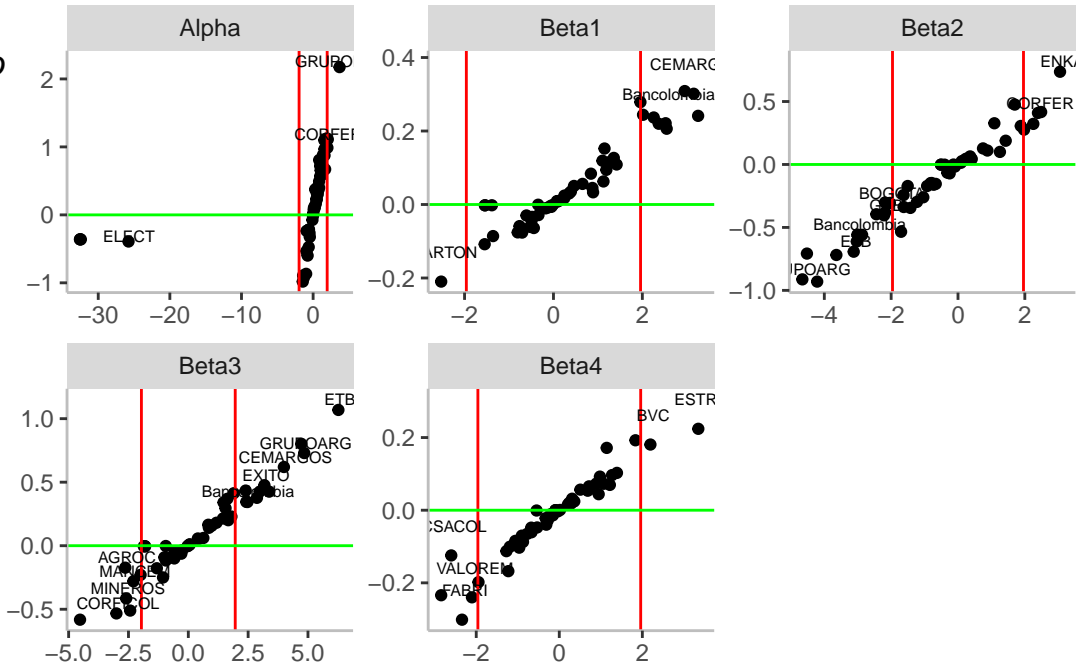 Alpha
Beta1
Beta2
GRUPO
CORFER
ELECT
2
1
0
−1
−30
−20
−10
0
CEMARG
Bancolombia
ARTON
0.4
0.2
0.0
−0.2
−2
0
2
ENKA
CORFER
BOGOTA
Bancolombia
ETB
UPOARG
0.5
0.0
−0.5
−1.0
−4
−2
0
2
Beta3
Beta4
ETB
GRUPOARG
CEMARGOS
EXITO
Bancolombia
AGROC
MINEROS
CORFICOL
1.0
0.5
0.0
−0.5
−5.0
−2.5
0.0
2.5
5.0
ESTR
BVC
CSACOL
VALOREM
FABRI
0.2
0.0
−0.2
−2
0
2